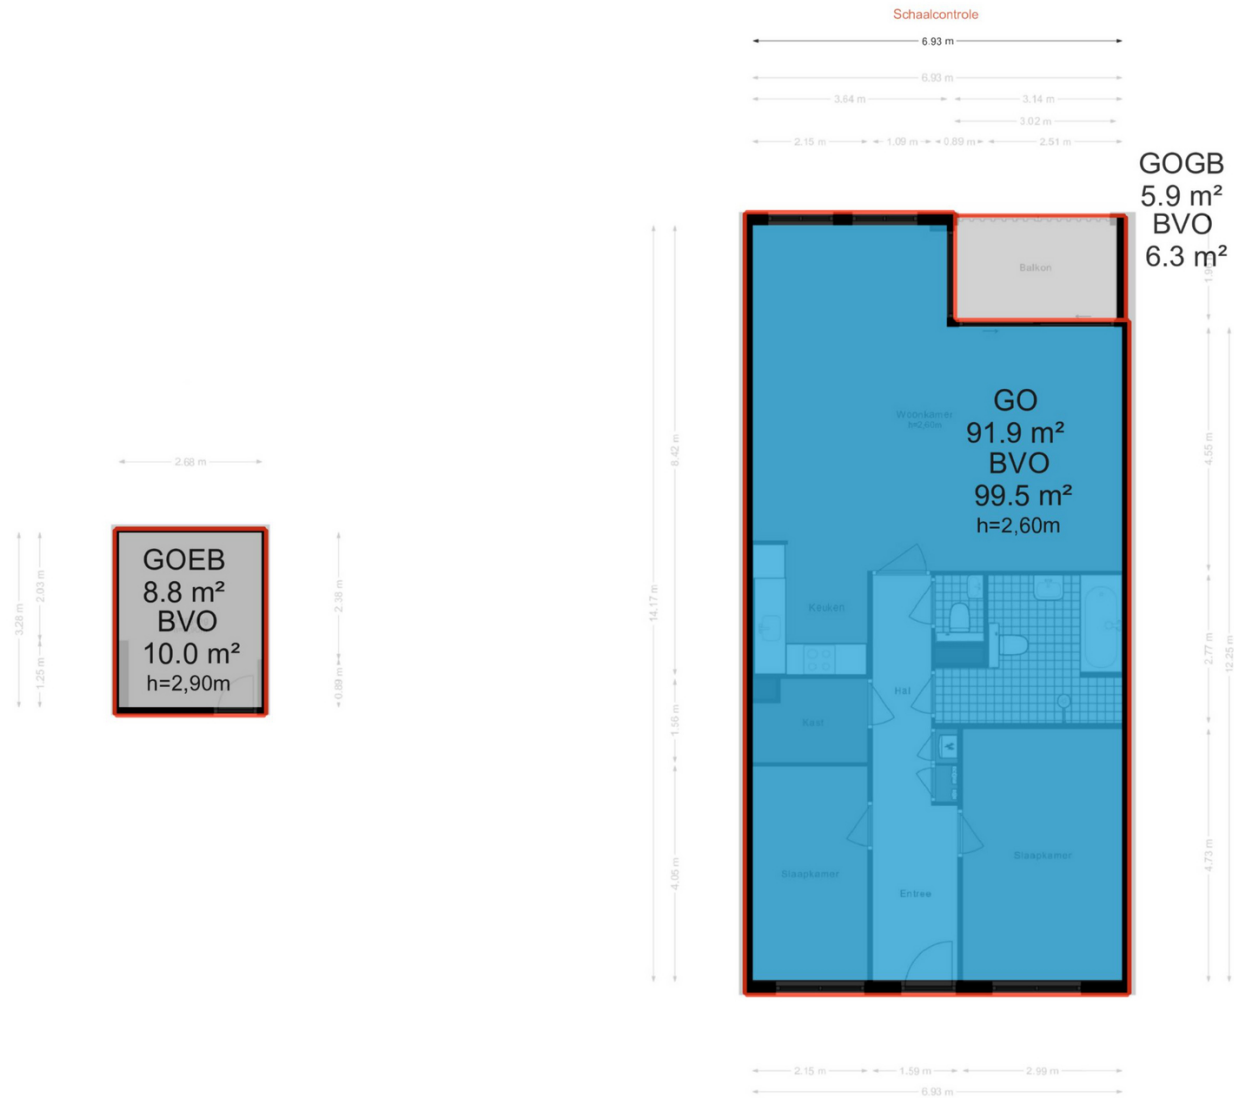 Schaalcontrole
6.93 m
6.93 m
3.64 m
3.14 m
3.02 m
2.15 m
1.09 m
0.89 m
2.51 m
GOGB
5.9 m²
BVO
6.3 m²
Balkon
Woonkamer
h=2,60m
GO
91.9 m²
BVO
99.5 m²
h=2,60m
8.42 m
4.55 m
2.68 m
GOEB
8.8 m²
BVO
10.0 m²
h=2,90m
3.28 m
2.03 m
1.25 m
2.38 m
0.89 m
14.17 m
1.56 m
4.06 m
2.77 m
12.25 m
4.73 m
Keuken
Hal
Kast
Slaapkamer
Slaapkamer
Entree
2.15 m
1.59 m
2.99 m
6.93 m